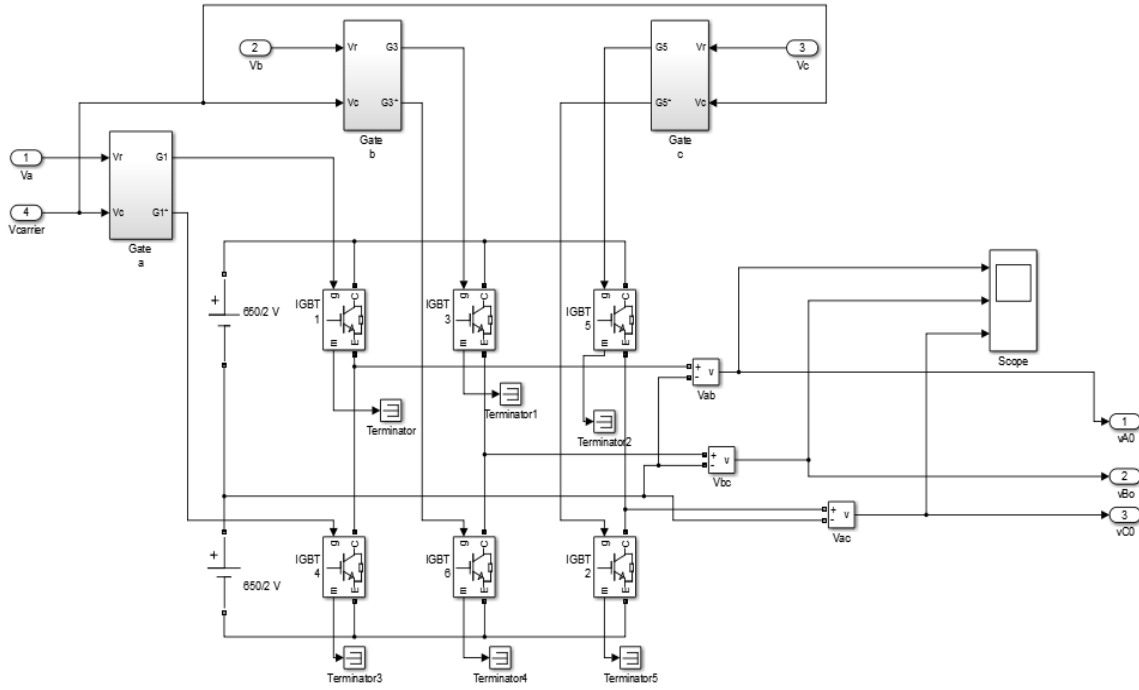 2
Vb
Vr
G3
Vc
G3*
Gate
b
G5
Vr
G5*
Vc
Gate
c
3
Vc
1
Va
4
Vcarrier
Vr
G1
Vc
G1*
Gate
a
+
650/2 V
IGBT
1
g
C
m
E
IGBT
3
g
C
m
E
IGBT
5
g
C
m
E
Scope
+
-
v
Vab
Terminator
Terminator1
Terminator2
1
vA0
+
-
v
Vbc
2
vBo
+
-
v
Vac
3
vC0
+
650/2 V
IGBT
4
g
C
m
E
IGBT
6
g
C
m
E
IGBT
2
g
C
m
E
Terminator3
Terminator4
Terminator5